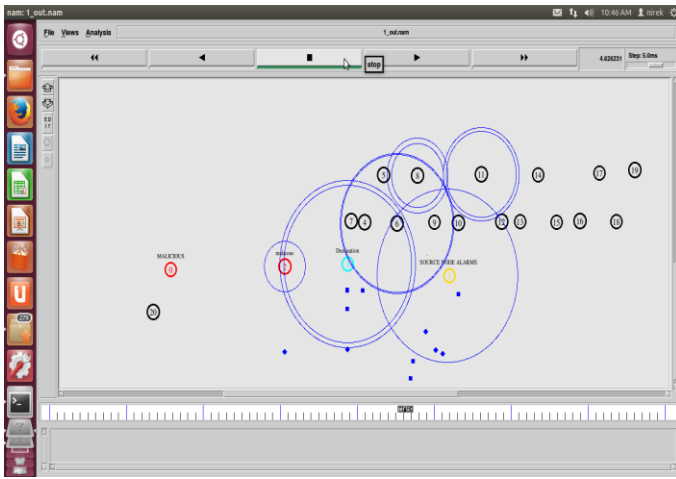 nam: 1_out.nam
10:46 AM nirek
File Views Analysis
1_out.nam
stop
4.626231
Step: 5.0ms
ED
IT
5
8
11
14
17
19
7
4
6
9
10
12
13
15
16
18
MALICIOUS
0
Destination
SOURCE NODE ALARMS
20